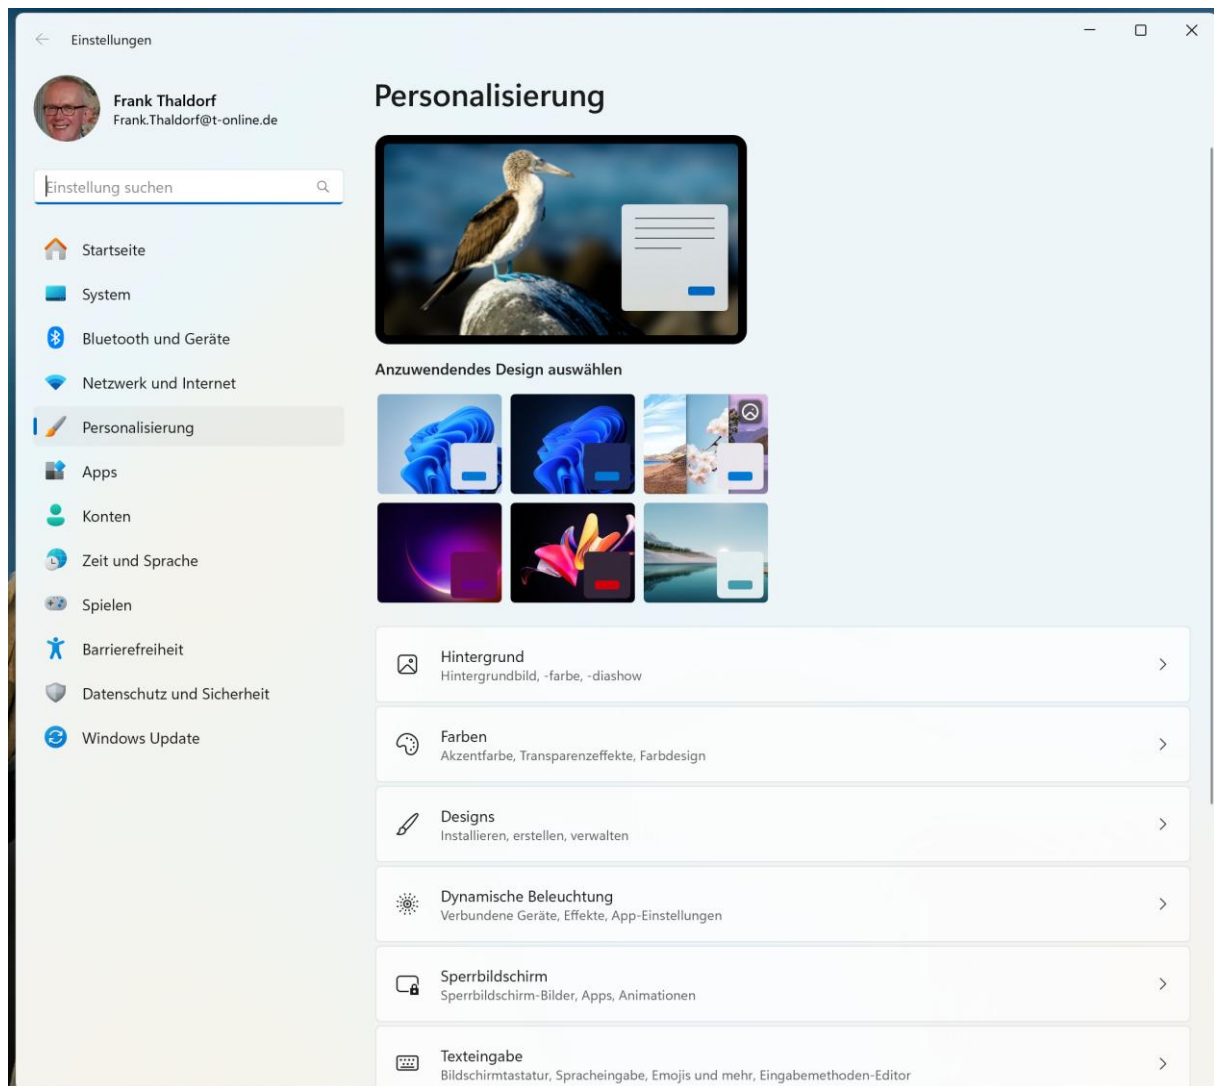 Einstellungen
Frank Thaldorf
Frank.Thaldorf@t-online.de
Einstellung suchen
Startseite
System
Bluetooth und Geräte
Netzwerk und Internet
Personalisierung
Apps
Konten
Zeit und Sprache
Spielen
Barrierefreiheit
Datenschutz und Sicherheit
Windows Update
Personalisierung
Anzuwendendes Design auswählen
Hintergrund
Hintergrundbild, -farbe, -diashow
Farben
Akzentfarbe, Transparenzeffekte, Farbdesign
Designs
Installieren, erstellen, verwalten
Dynamische Beleuchtung
Verbundene Geräte, Effekte, App-Einstellungen
Sperrbildschirm
Sperrbildschirm-Bilder, Apps, Animationen
Texteingabe
Bildschirmtastatur, Spracheingabe, Emojis und mehr, Eingabemethoden-Editor